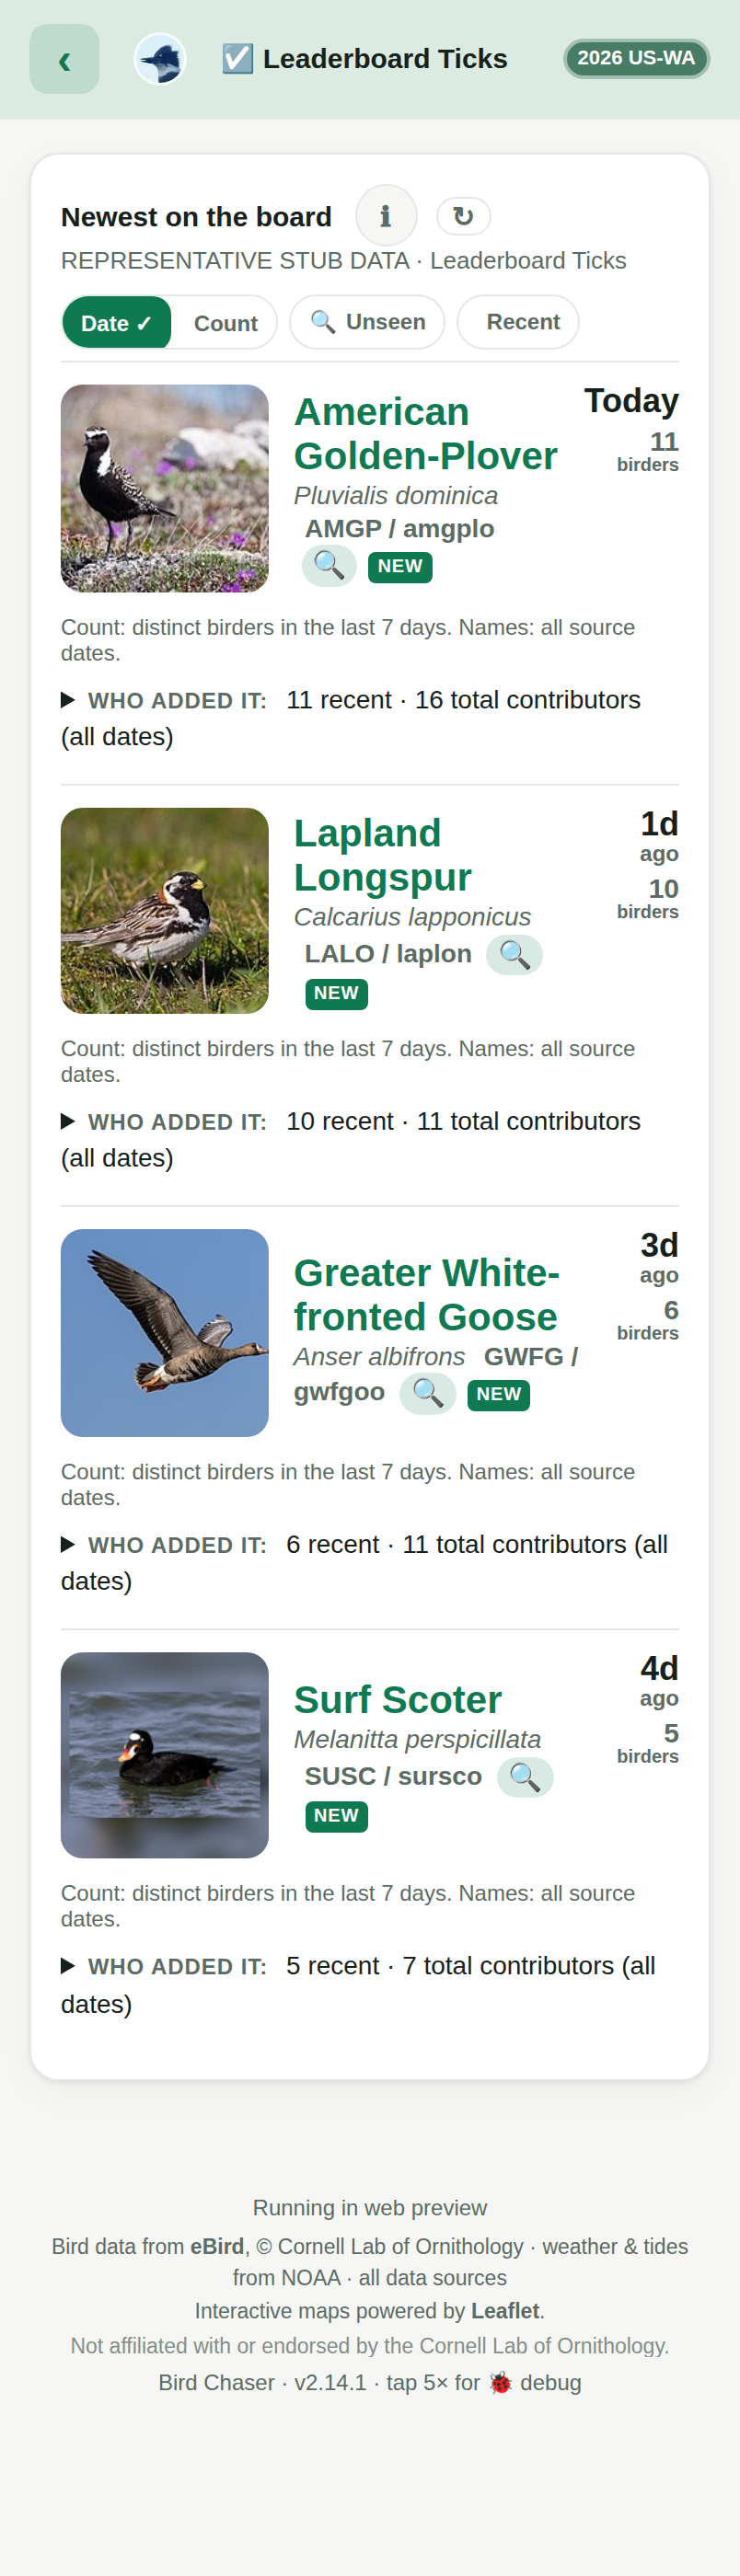 ‹ ☑ Leaderboard Ticks 2026 US-WA
Newest on the board ℹ ↻
REPRESENTATIVE STUB DATA · Leaderboard Ticks
Date ✓ Count 🔍 Unseen Recent
American
Golden-Plover
Pluvialis dominica
AMGP / amgplo
🔍 NEW
Today
11
birders
Count: distinct birders in the last 7 days. Names: all source
dates.
▶ WHO ADDED IT: 11 recent · 16 total contributors
(all dates)
Lapland
Longspur
Calcarius lapponicus
LALO / laplon 🔍
NEW
1d
ago
10
birders
Count: distinct birders in the last 7 days. Names: all source
dates.
▶ WHO ADDED IT: 10 recent · 11 total contributors
(all dates)
Greater White-
fronted Goose
Anser albifrons GWFG /
gwfgoo 🔍 NEW
3d
ago
6
birders
Count: distinct birders in the last 7 days. Names: all source
dates.
▶ WHO ADDED IT: 6 recent · 11 total contributors (all
dates)
Surf Scoter
Melanitta perspicillata
SUSC / sursco 🔍
NEW
4d
ago
5
birders
Count: distinct birders in the last 7 days. Names: all source
dates.
▶ WHO ADDED IT: 5 recent · 7 total contributors (all
dates)
Running in web preview
Bird data from eBird, © Cornell Lab of Ornithology · weather & tides
from NOAA · all data sources
Interactive maps powered by Leaflet.
Not affiliated with or endorsed by the Cornell Lab of Ornithology.
Bird Chaser · v2.14.1 · tap 5× for 🐞 debug